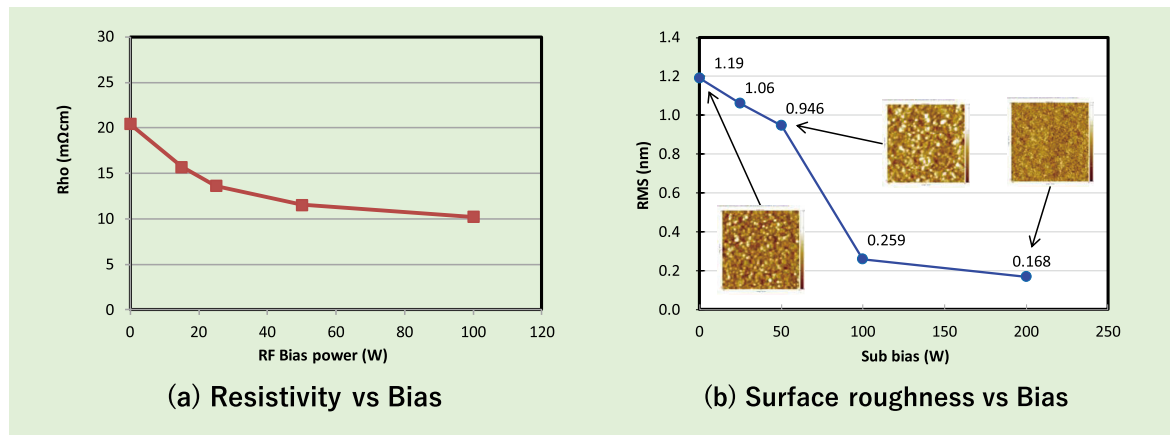 30
25
20
15
10
5
0
0 20 40 60 80 100 120
Rho (mΩcm)
RF Bias power (W)
(a) Resistivity vs Bias
1.4
1.2
1.0
0.8
0.6
0.4
0.2
0.0
0 50 100 150 200 250
RMS (nm)
Sub bias (W)
1.19
1.06
0.946
0.259
0.168
(b) Surface roughness vs Bias